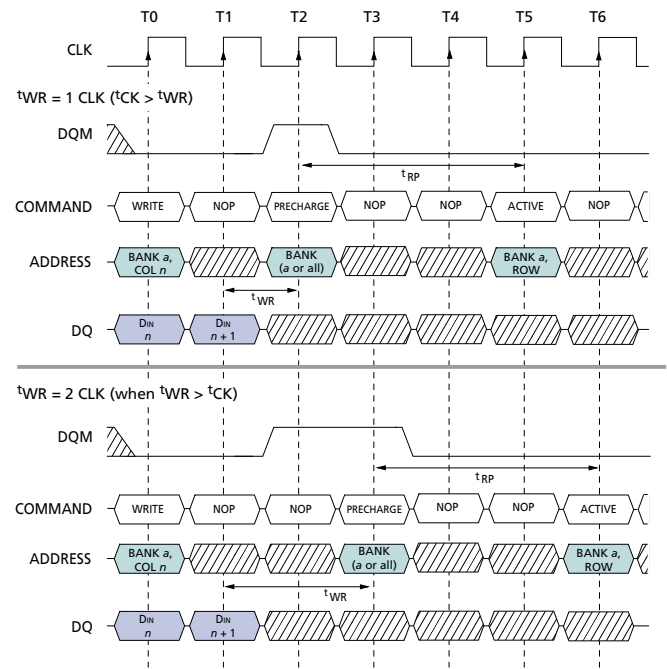 T0 T1 T2 T3 T4 T5 T6
CLK
tWR = 1 CLK (tCK > tWR)
DQM
tRP
COMMAND WRITE NOP PRECHARGE NOP NOP ACTIVE NOP
ADDRESS BANK a, COL n BANK (a or all) BANK a, ROW
tWR
DQ DIN n DIN n + 1
tWR = 2 CLK (when tWR > tCK)
DQM
tRP
COMMAND WRITE NOP NOP PRECHARGE NOP NOP ACTIVE
ADDRESS BANK a, COL n BANK (a or all) BANK a, ROW
tWR
DQ DIN n DIN n + 1